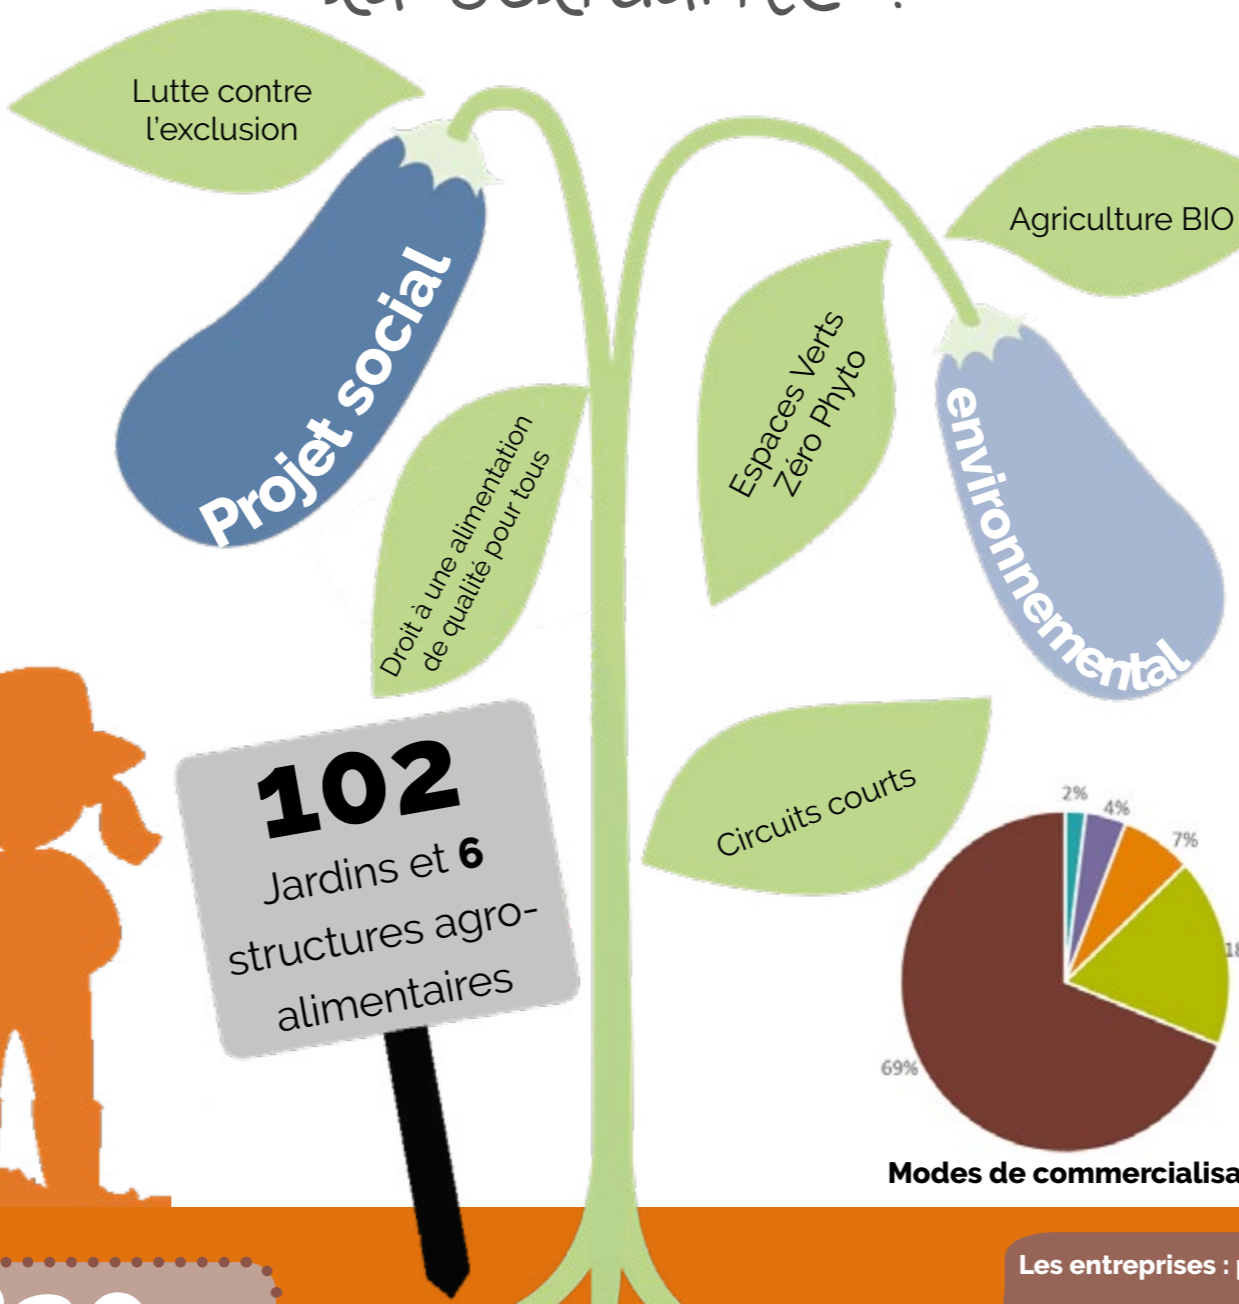 Lutte contre
l'exclusion
Projet social
Droit à une alimentation
de qualité pour tous
Espaces Verts
Zéro Phyto
Agriculture BIO
environnemental
Circuits courts
102
Jardins et 6
structures agro-
alimentaires
2%
4%
7%
69%
Modes de
Les entreprises :